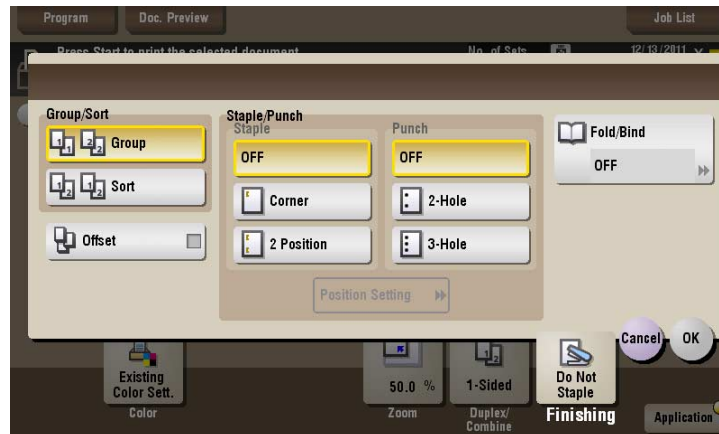 Program
Doc. Preview
Job List
Press Start to print the selected document.
No. of Sets
12/13/2011
Group/Sort
Group
Sort
Offset
Staple/Punch
Staple
OFF
Corner
2 Position
Punch
OFF
2-Hole
3-Hole
Position Setting
Fold/Bind
OFF
Cancel
OK
Existing
Color Sett.
Color
50.0 %
Zoom
1-Sided
Duplex/
Combine
Do Not
Staple
Finishing
Application